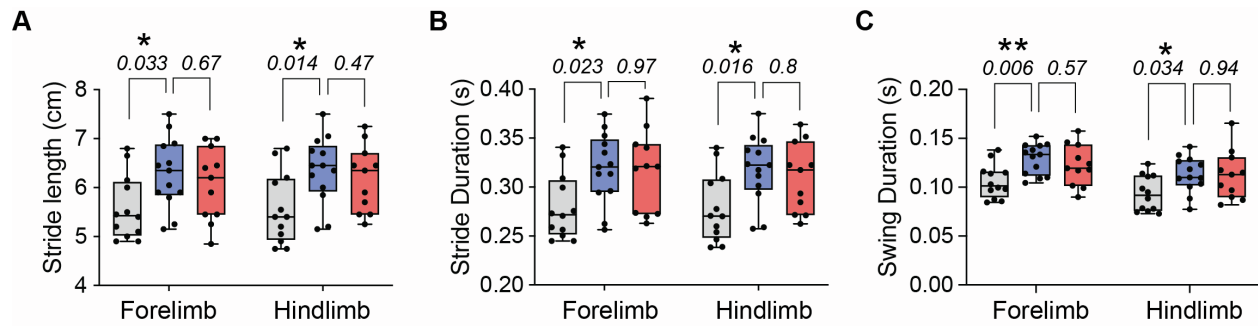 A
*
*
0.033 0.67
0.014 0.47
Stride length (cm)
8
7
6
5
4
Forelimb
Hindlimb
B
*
*
0.023 0.97
0.016 0.8
Stride Duration (s)
0.40
0.35
0.30
0.25
0.20
Forelimb
Hindlimb
C
**
*
0.006 0.57
0.034 0.94
Swing Duration (s)
0.20
0.15
0.10
0.05
0.00
Forelimb
Hindlimb